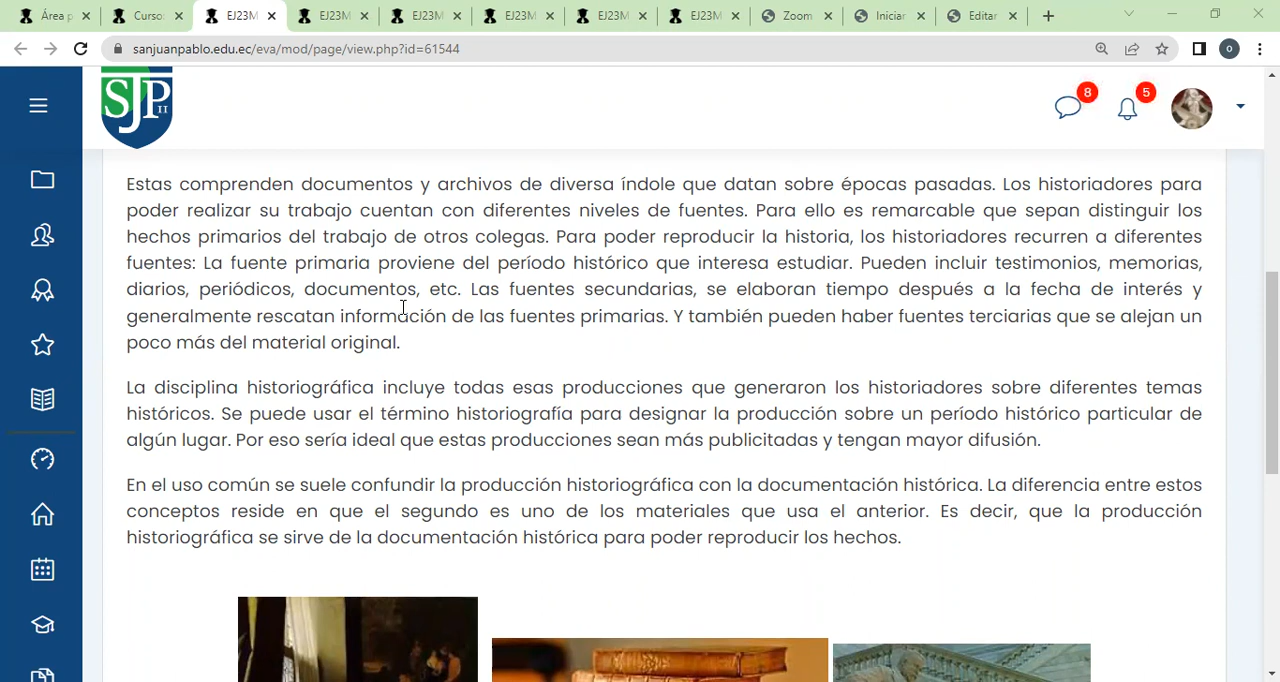 Área p
Curso:
EJ23M
EJ23M
EJ23M
EJ23M
EJ23M
EJ23M
Zoom
Iniciar
Editar
sanjuanpablo.edu.ec/eva/mod/page/view.php?id=61544
O
SJP
II
8
5
Estas comprenden documentos y archivos de diversa índole que datan sobre épocas pasadas. Los historiadores para
poder realizar su trabajo cuentan con diferentes niveles de fuentes. Para ello es remarcable que sepan distinguir los
hechos primarios del trabajo de otros colegas. Para poder reproducir la historia, los historiadores recurren a diferentes
fuentes: La fuente primaria proviene del período histórico que interesa estudiar. Pueden incluir testimonios, memorias,
diarios, periódicos, documentos, etc. Las fuentes secundarias, se elaboran tiempo después a la fecha de interés y
generalmente rescatan información de las fuentes primarias. Y también pueden haber fuentes terciarias que se alejan un
poco más del material original.
La disciplina historiográfica incluye todas esas producciones que generaron los historiadores sobre diferentes temas
históricos. Se puede usar el término historiografía para designar la producción sobre un período histórico particular de
algún lugar. Por eso sería ideal que estas producciones sean más publicitadas y tengan mayor difusión.
En el uso común se suele confundir la producción historiográfica con la documentación histórica. La diferencia entre estos
conceptos reside en que el segundo es uno de los materiales que usa el anterior. Es decir, que la producción
historiográfica se sirve de la documentación histórica para poder reproducir los hechos.